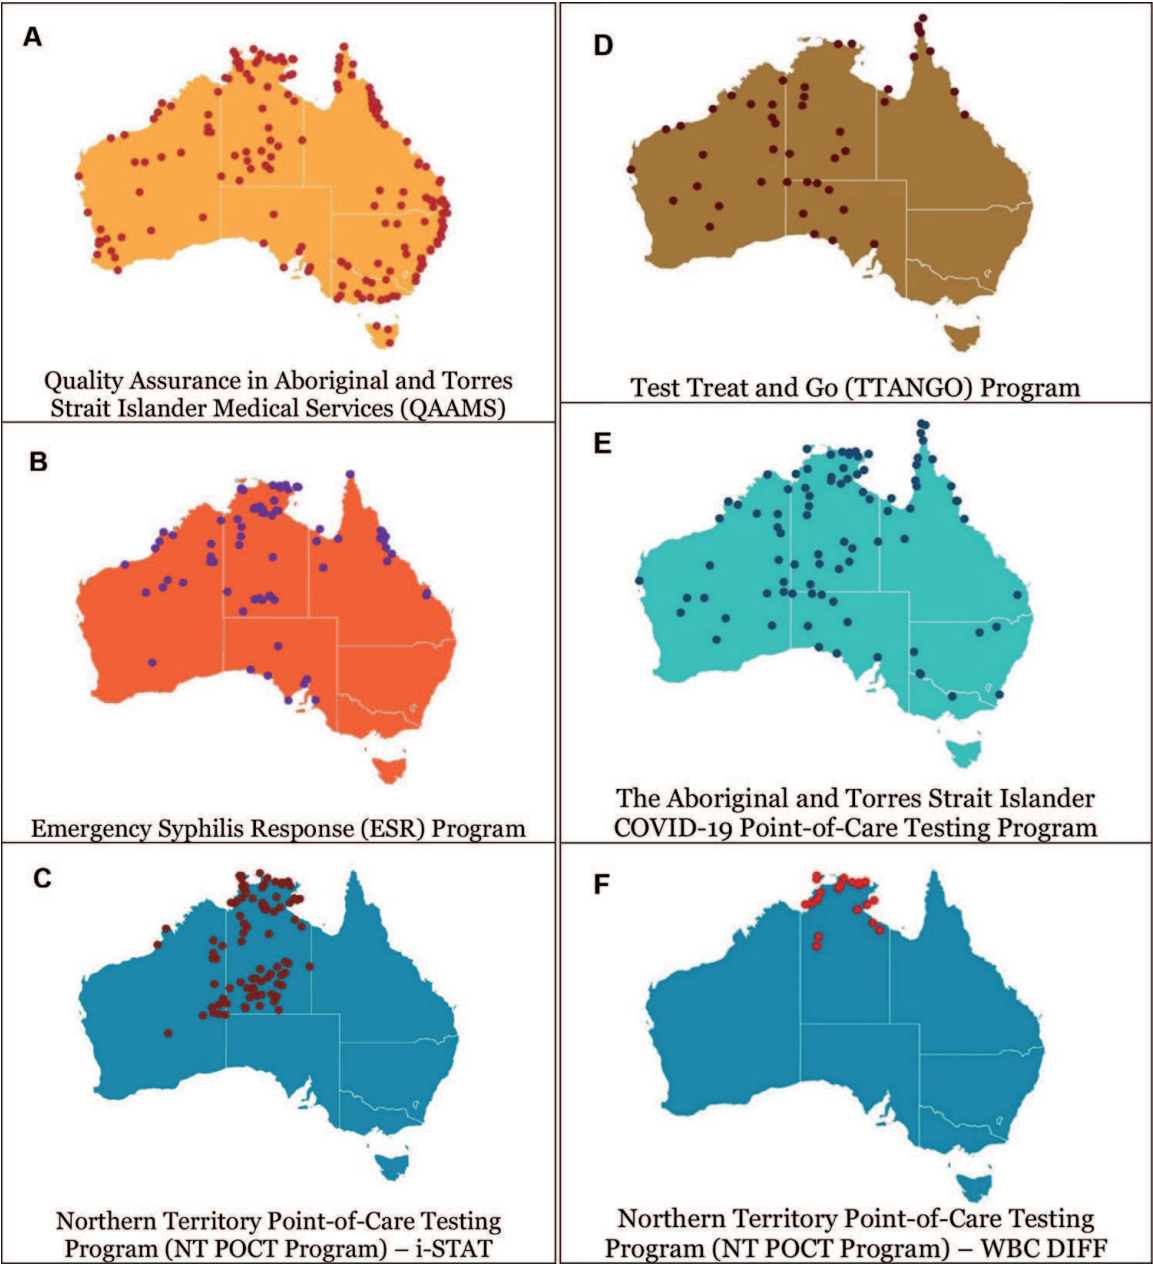 A
Quality Assurance in Aboriginal and Torres
Strait Islander Medical Services (QAAMS)
B
Emergency Syphilis Response (ESR) Program
C
Northern Territory Point-of-Care Testing
Program (NT POCT Program) – i-STAT
D
Test Treat and Go (TTANGO) Program
E
The Aboriginal and Torres Strait Islander
COVID-19 Point-of-Care Testing Program
F
Northern Territory Point-of-Care Testing
Program (NT POCT Program) – WBC DIFF